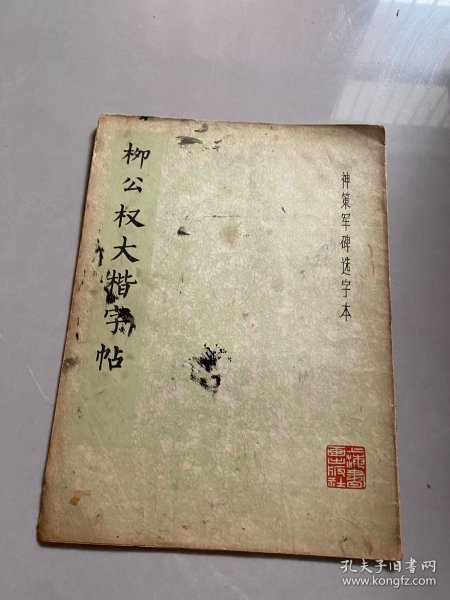 柳公权大楷字帖
神策军碑选字本
上海书
画出版社
孔夫子旧书网
www.kongfz.com